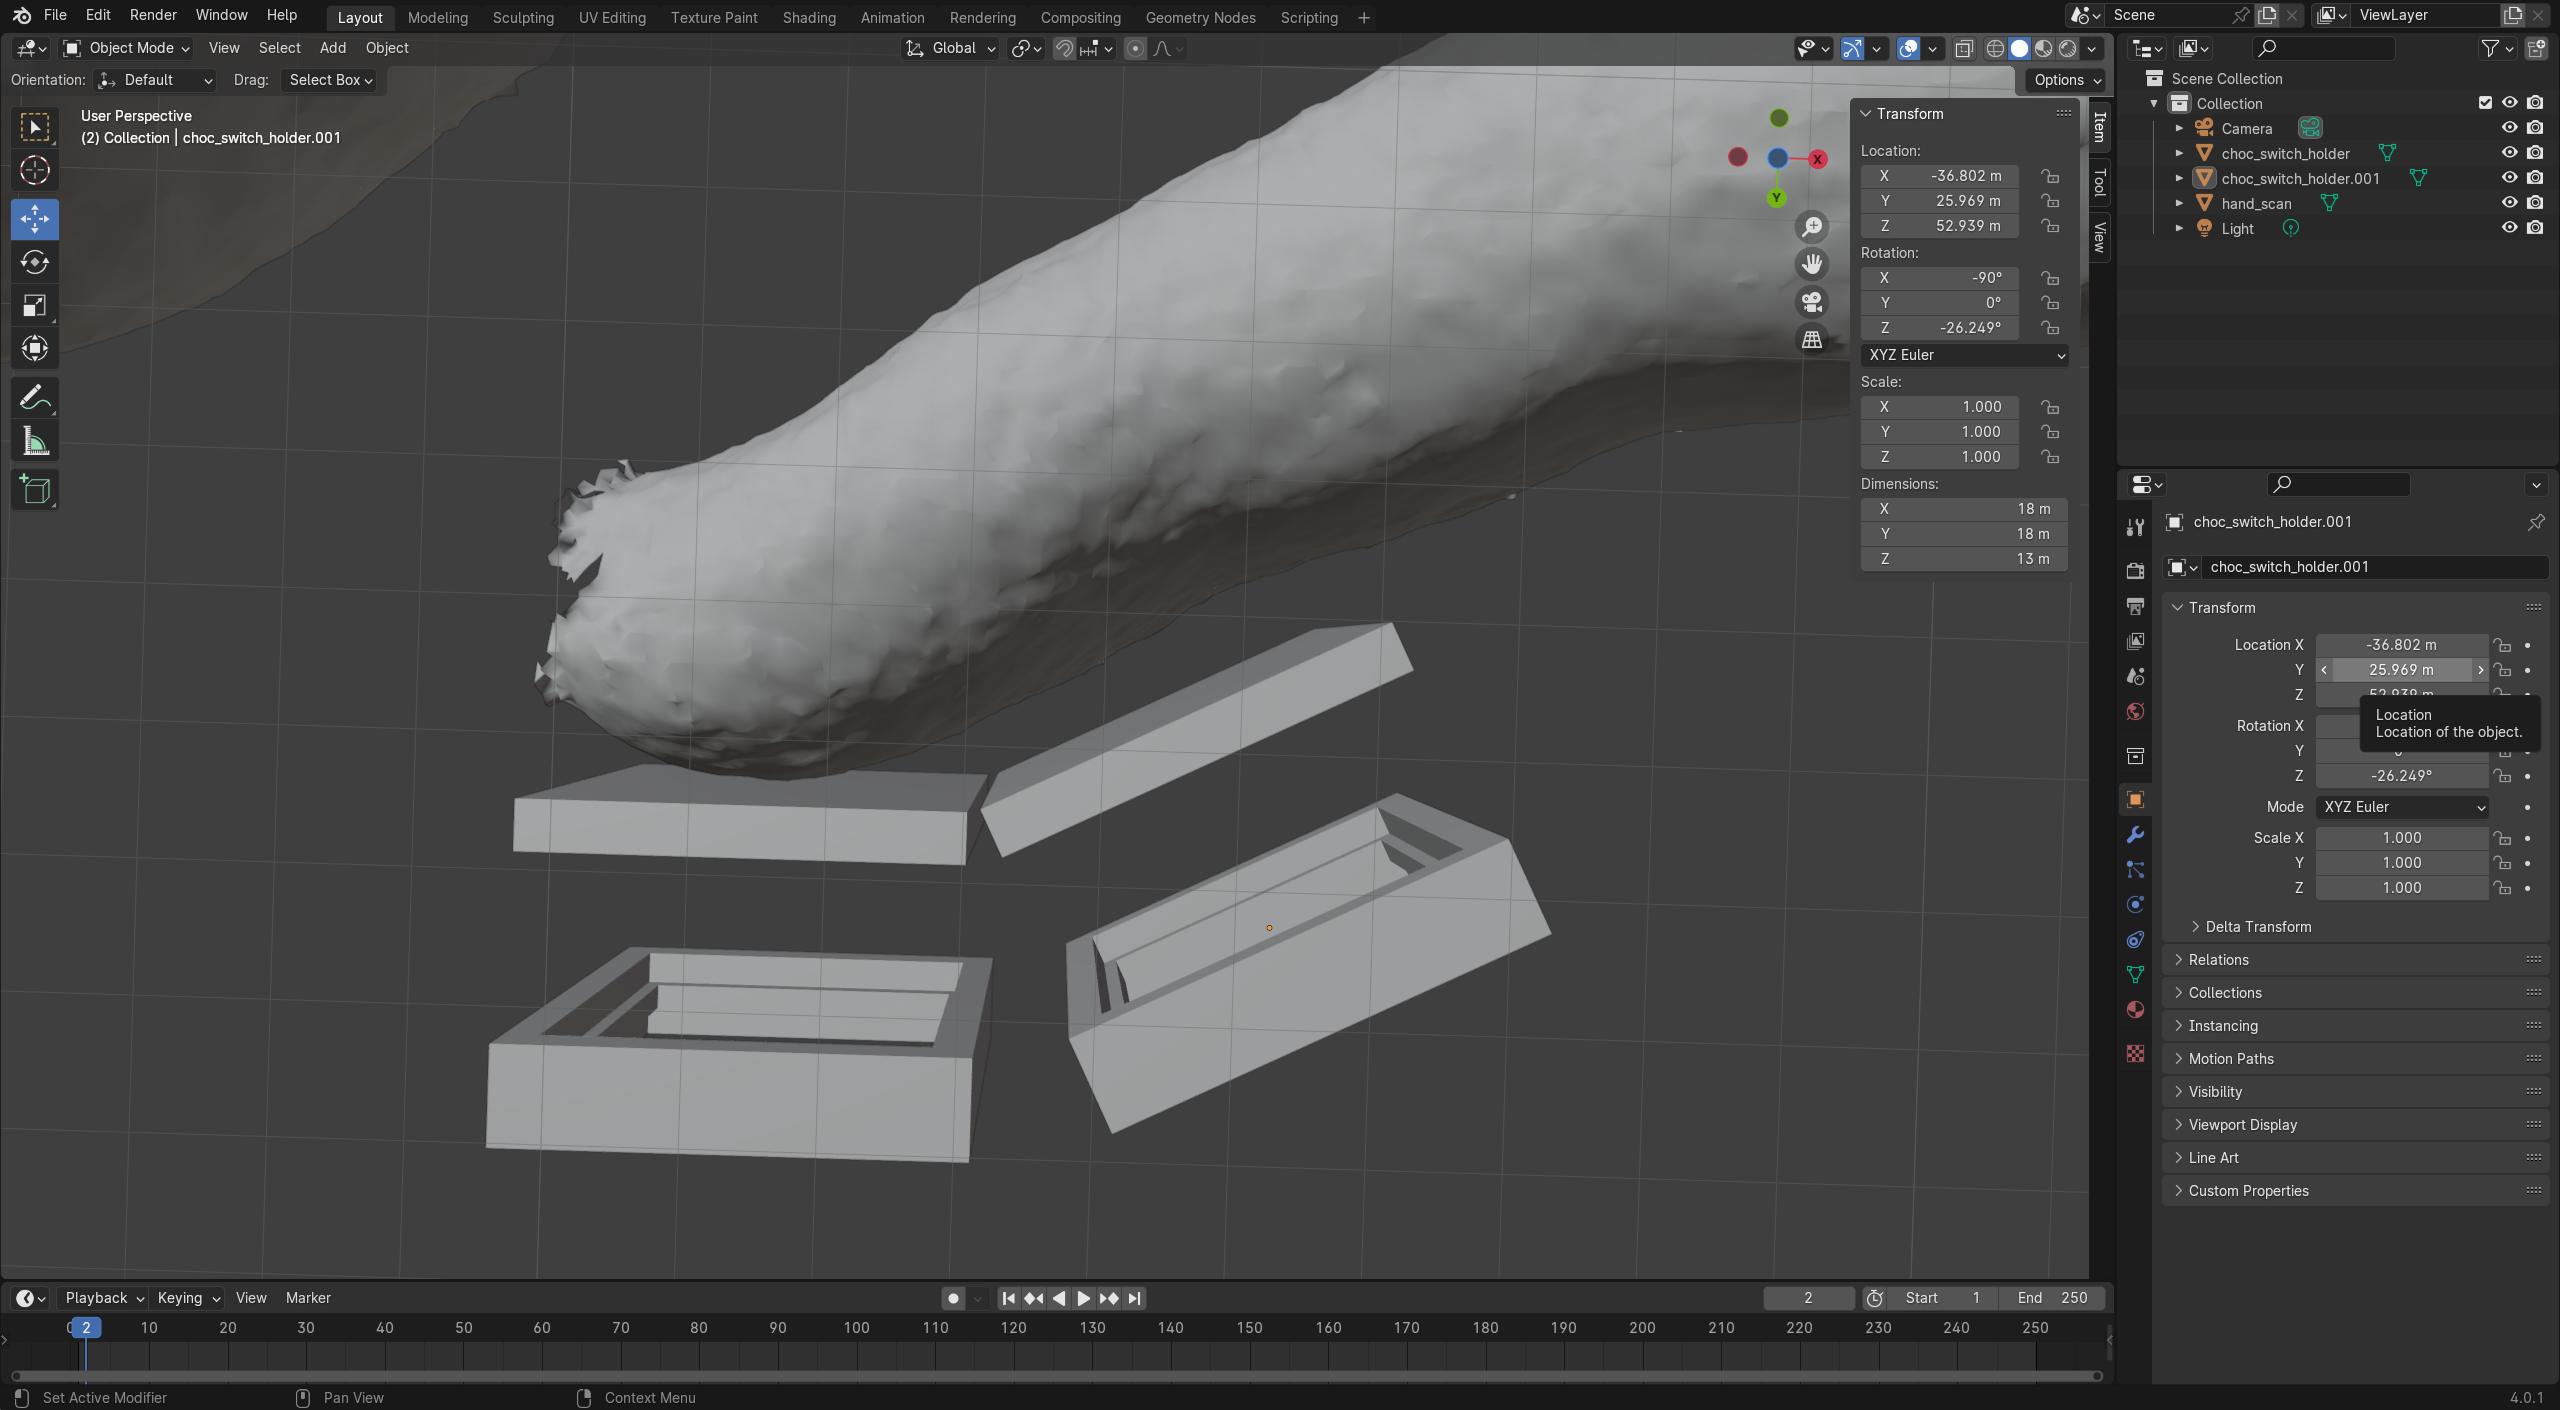 File Edit Render Window Help Layout Modeling Sculpting UV Editing Texture Paint Shading Animation Rendering Compositing Geometry Nodes Scripting Scene ViewLayer
Object Mode View Select Add Object Global
Orientation: Default Drag: Select Box Options
User Perspective
(2) Collection | choc_switch_holder.001
X
Y
Transform
Location:
X -36.802 m
Y 25.969 m
Z 52.939 m
Rotation:
X -90°
Y 0°
Z -26.249°
XYZ Euler
Scale:
X 1.000
Y 1.000
Z 1.000
Dimensions:
X 18 m
Y 18 m
Z 13 m
Item
Tool
View
Scene Collection
Collection
Camera
choc_switch_holder
choc_switch_holder.001
hand_scan
Light
choc_switch_holder.001
choc_switch_holder.001
Transform
Location X -36.802 m
Y 25.969 m
Z
Location
Location of the object.
Rotation X
Y
Z -26.249°
Mode XYZ Euler
Scale X 1.000
Y 1.000
Z 1.000
Delta Transform
Relations
Collections
Instancing
Motion Paths
Visibility
Viewport Display
Line Art
Custom Properties
Playback Keying View Marker 2 Start 1 End 250
2 10 20 30 40 50 60 70 80 90 100 110 120 130 140 150 160 170 180 190 200 210 220 230 240 250
Set Active Modifier Pan View Context Menu 4.0.1